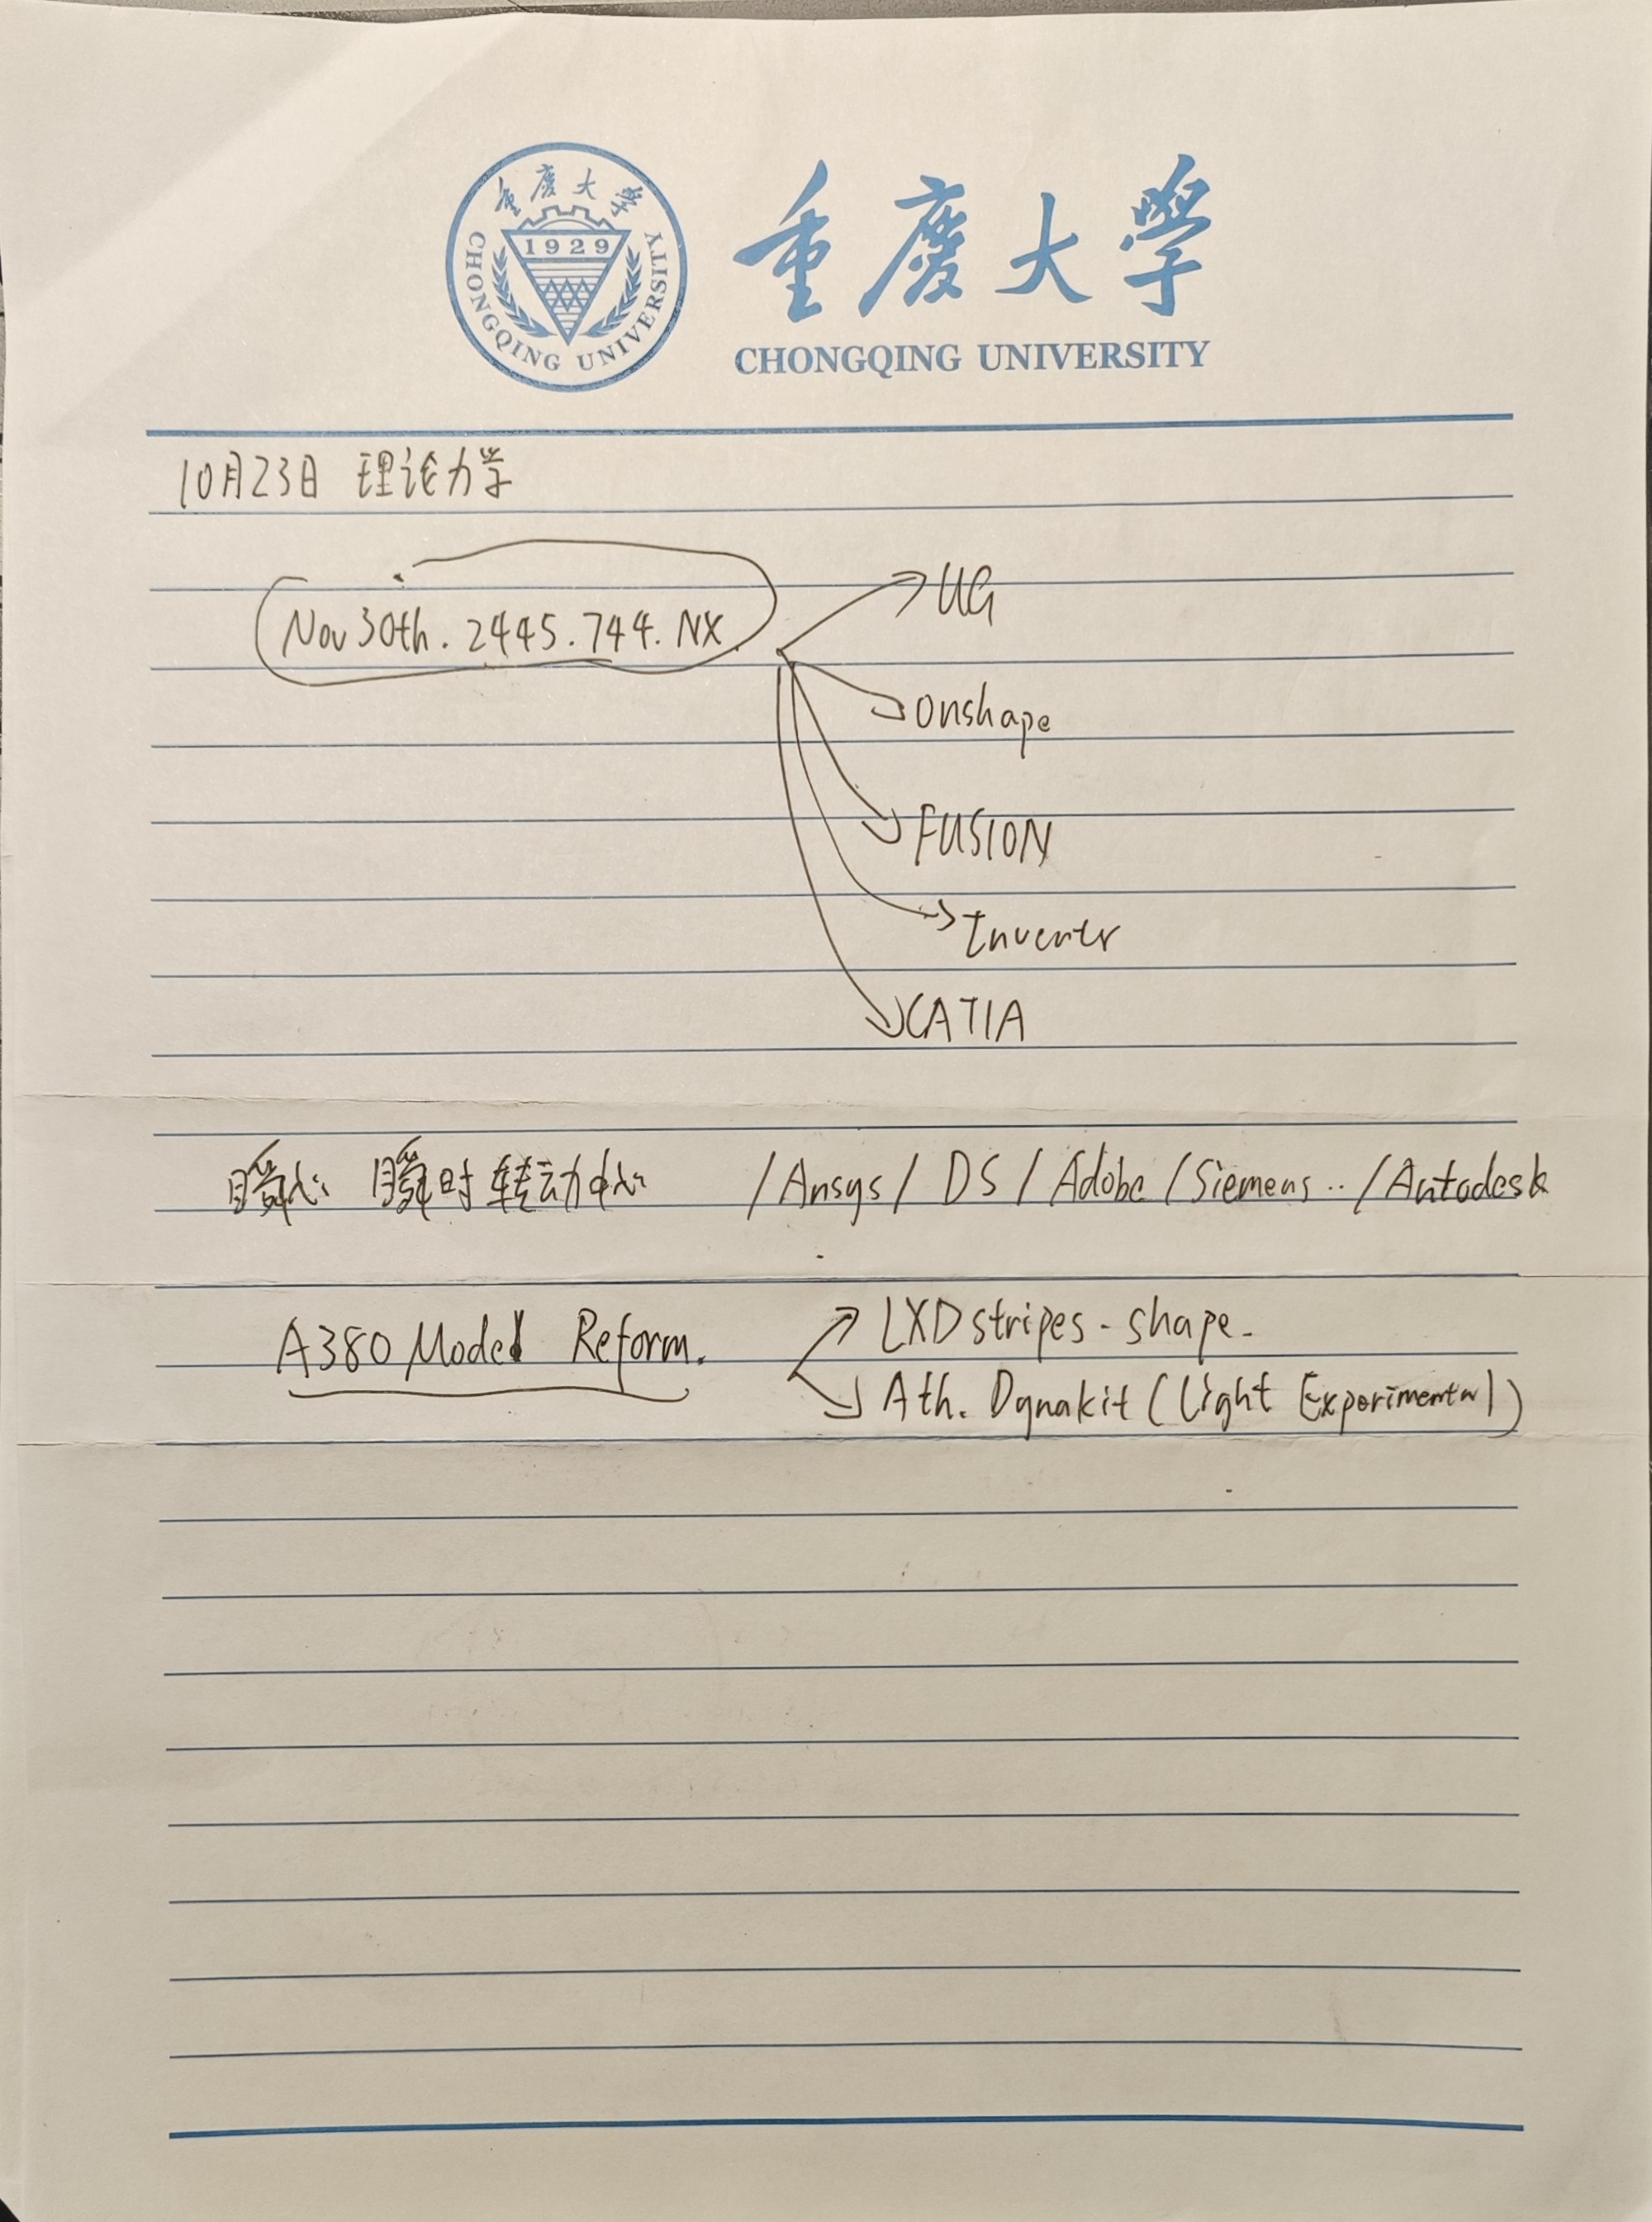 重慶大學
1929
CHONGQING UNIVERSITY
重慶大學
CHONGQING UNIVERSITY
10月23日 理论力学
Nov 30th. 2445.744. NX
UG
Onshape
FUSION
Inventr
CATIA
瞬心 瞬时转动中心 /Ansys/ DS / Adobe / Siemens .. / Autodesk
A380 Model Reform.
LXD stripes - shape.
Ath. Dynakit (Light Experimental)